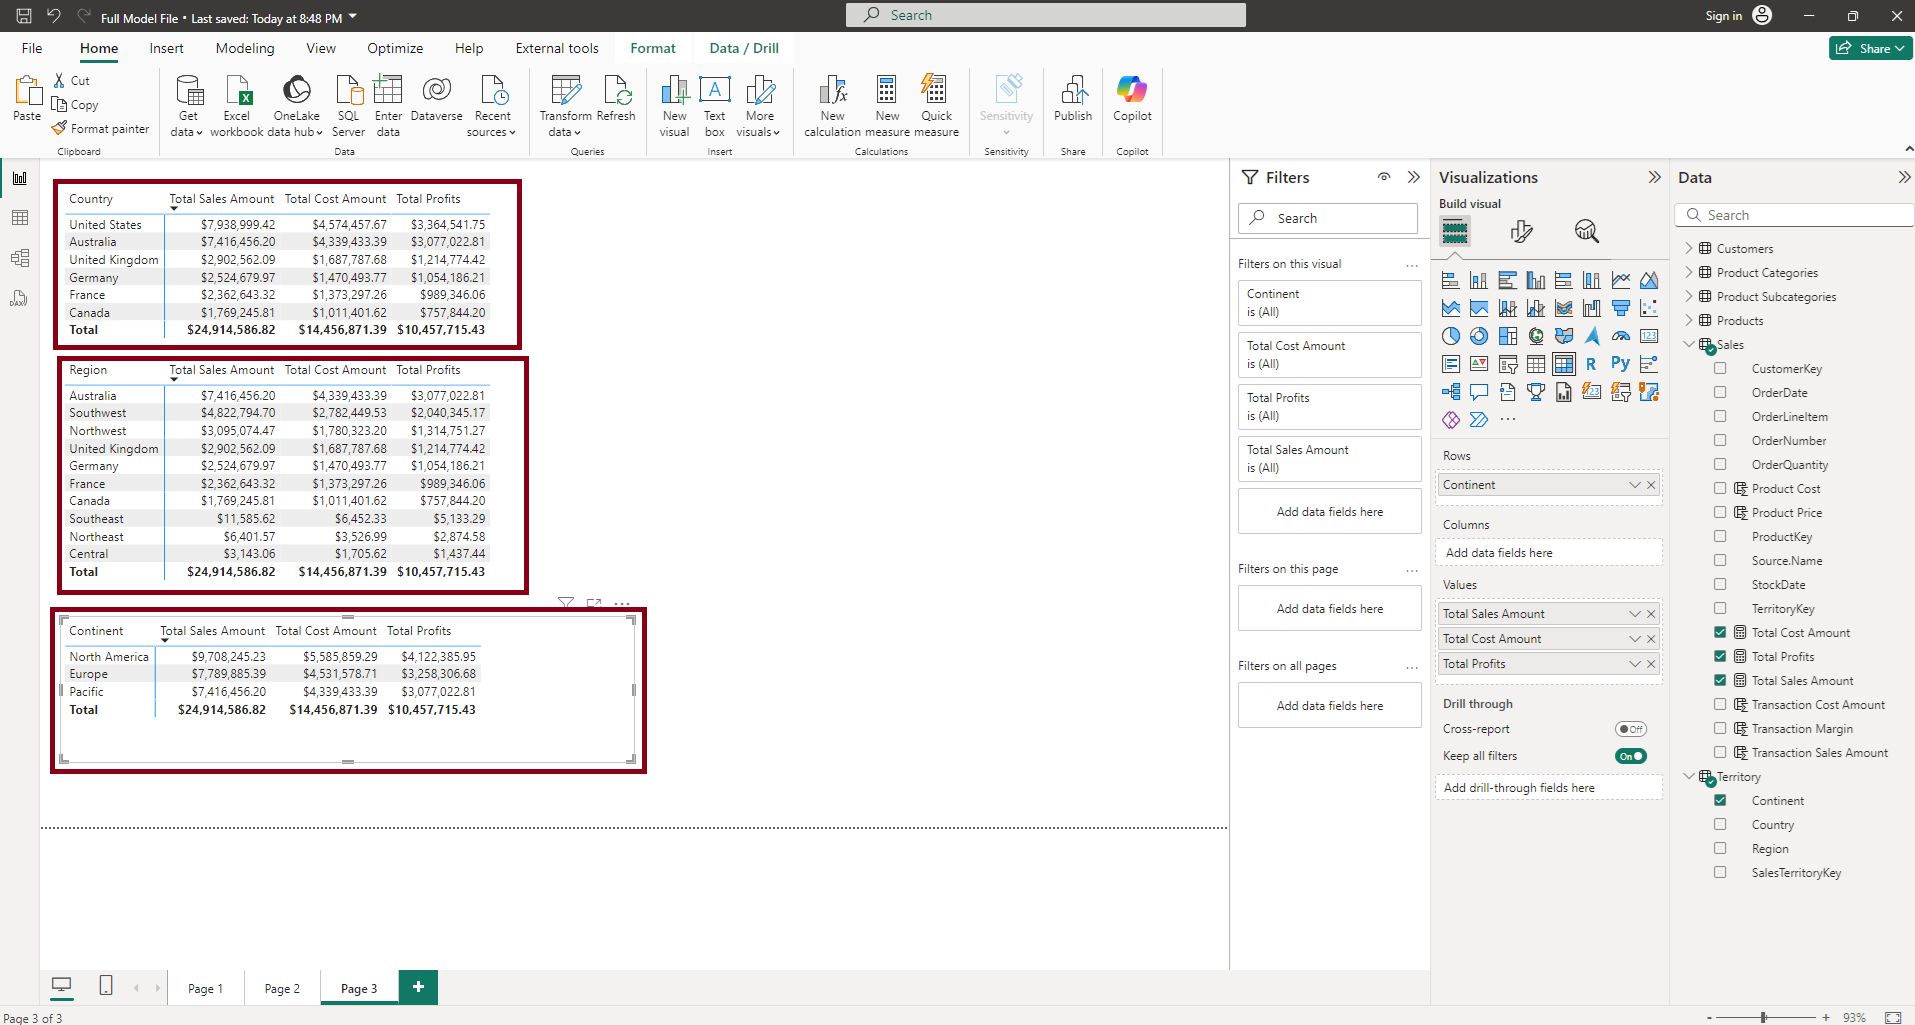 Full Model File • Last saved: Today at 8:48 PM
Search
Sign in
File Home Insert Modeling View Optimize Help External tools Format Data / Drill
Share
Paste
Cut
Copy
Format painter
Clipboard
Get data
Excel workbook
OneLake data hub
SQL Server
Enter data
Dataverse
Recent sources
Data
Transform data
Refresh
Queries
New visual
Text box
More visuals
Insert
New calculation
New measure
Quick measure
Calculations
Sensitivity
Sensitivity
Publish
Share
Copilot
Copilot
Country Total Sales Amount Total Cost Amount Total Profits
United States $7,938,999.42 $4,574,457.67 $3,364,541.75
Australia $7,416,456.20 $4,339,433.39 $3,077,022.81
United Kingdom $2,902,562.09 $1,687,787.68 $1,214,774.42
Germany $2,524,679.97 $1,470,493.77 $1,054,186.21
France $2,362,643.32 $1,373,297.26 $989,346.06
Canada $1,769,245.81 $1,011,401.62 $757,844.20
Total $24,914,586.82 $14,456,871.39 $10,457,715.43
Region Total Sales Amount Total Cost Amount Total Profits
Australia $7,416,456.20 $4,339,433.39 $3,077,022.81
Southwest $4,822,794.70 $2,782,449.53 $2,040,345.17
Northwest $3,095,074.47 $1,780,323.20 $1,314,751.27
United Kingdom $2,902,562.09 $1,687,787.68 $1,214,774.42
Germany $2,524,679.97 $1,470,493.77 $1,054,186.21
France $2,362,643.32 $1,373,297.26 $989,346.06
Canada $1,769,245.81 $1,011,401.62 $757,844.20
Southeast $11,585.62 $6,452.33 $5,133.29
Northeast $6,401.57 $3,526.99 $2,874.58
Central $3,143.06 $1,705.62 $1,437.44
Total $24,914,586.82 $14,456,871.39 $10,457,715.43
Continent Total Sales Amount Total Cost Amount Total Profits
North America $9,708,245.23 $5,585,859.29 $4,122,385.95
Europe $7,789,885.39 $4,531,578.71 $3,258,306.68
Pacific $7,416,456.20 $4,339,433.39 $3,077,022.81
Total $24,914,586.82 $14,456,871.39 $10,457,715.43
Filters
Search
Filters on this visual
Continent
is (All)
Total Cost Amount
is (All)
Total Profits
is (All)
Total Sales Amount
is (All)
Add data fields here
Filters on this page
Add data fields here
Filters on all pages
Add data fields here
Visualizations
Build visual
123
R
Py
Rows
Continent
Columns
Add data fields here
Values
Total Sales Amount
Total Cost Amount
Total Profits
Drill through
Cross-report Off
Keep all filters On
Add drill-through fields here
Data
Search
Customers
Product Categories
Product Subcategories
Products
Sales
CustomerKey
OrderDate
OrderLineItem
OrderNumber
OrderQuantity
Product Cost
Product Price
ProductKey
Source.Name
StockDate
TerritoryKey
Total Cost Amount
Total Profits
Total Sales Amount
Transaction Cost Amount
Transaction Margin
Transaction Sales Amount
Territory
Continent
Country
Region
SalesTerritoryKey
Page 1 Page 2 Page 3 +
Page 3 of 3
- + 93%